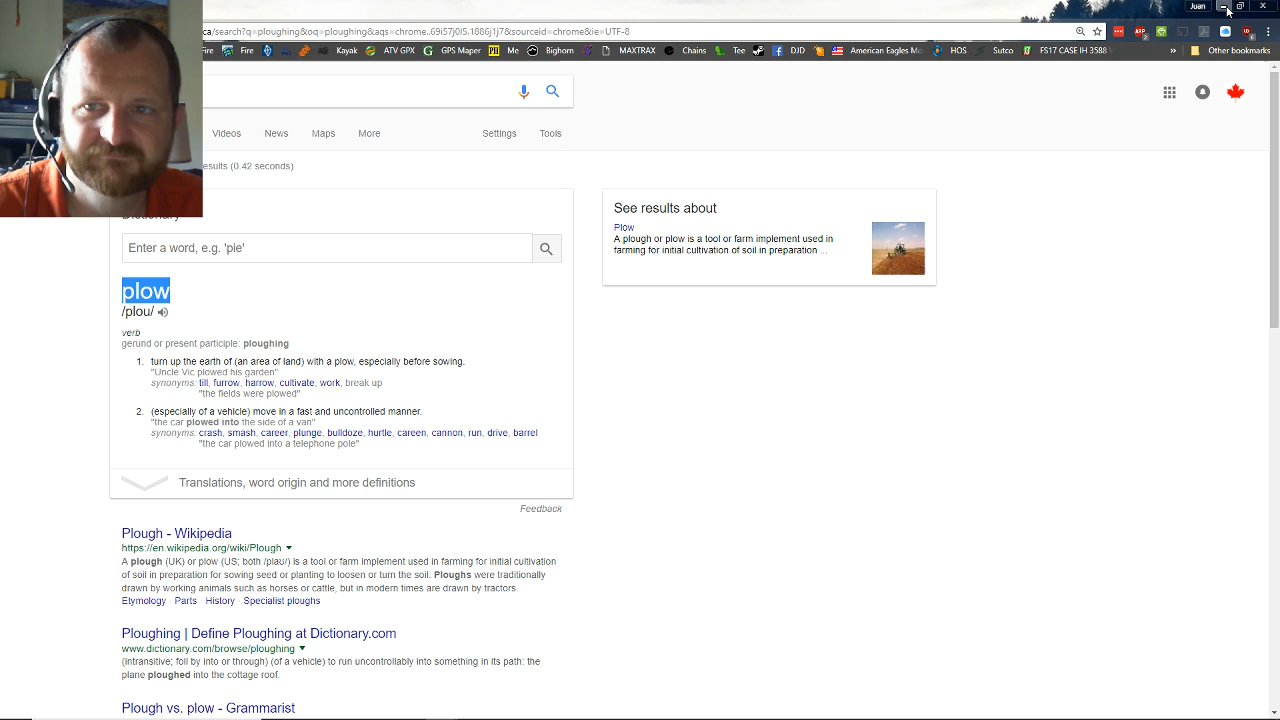 Juan
ca/search?q=ploughing&oq=ploughing&aqs=chrome..69i57j0l5.1886j1j7&sourceid=chrome&ie=UTF-8
Fire Kayak ATV GPX G PH Me Bighorn MAXTRAX Chains Tee DJD American Eagles Mo HOS Sutco FS17 CASE IH 3588 » Other bookmarks
Videos News Maps More Settings Tools
results (0.42 seconds)
Dictionary
Enter a word, e.g. 'pie'
plow
/plou/
verb
gerund or present participle: ploughing
1. turn up the earth of (an area of land) with a plow, especially before sowing.
"Uncle Vic plowed his garden"
synonyms: till, furrow, harrow, cultivate, work, break up
"the fields were plowed"
2. (especially of a vehicle) move in a fast and uncontrolled manner.
"the car plowed into the side of a van"
synonyms: crash, smash, career, plunge, bulldoze, hurtle, careen, cannon, run, drive, barrel
"the car plowed into a telephone pole"
Translations, word origin and more definitions
Feedback
See results about
Plow
A plough or plow is a tool or farm implement used in
farming for initial cultivation of soil in preparation ...
Plough - Wikipedia
https://en.wikipedia.org/wiki/Plough
A plough (UK) or plow (US; both /plaʊ/) is a tool or farm implement used in farming for initial cultivation
of soil in preparation for sowing seed or planting to loosen or turn the soil. Ploughs were traditionally
drawn by working animals such as horses or cattle, but in modern times are drawn by tractors.
Etymology · Parts · History · Specialist ploughs
Ploughing | Define Ploughing at Dictionary.com
www.dictionary.com/browse/ploughing
(intransitive; foll by into or through) (of a vehicle) to run uncontrollably into something in its path: the
plane ploughed into the cottage roof.
Plough vs. plow - Grammarist